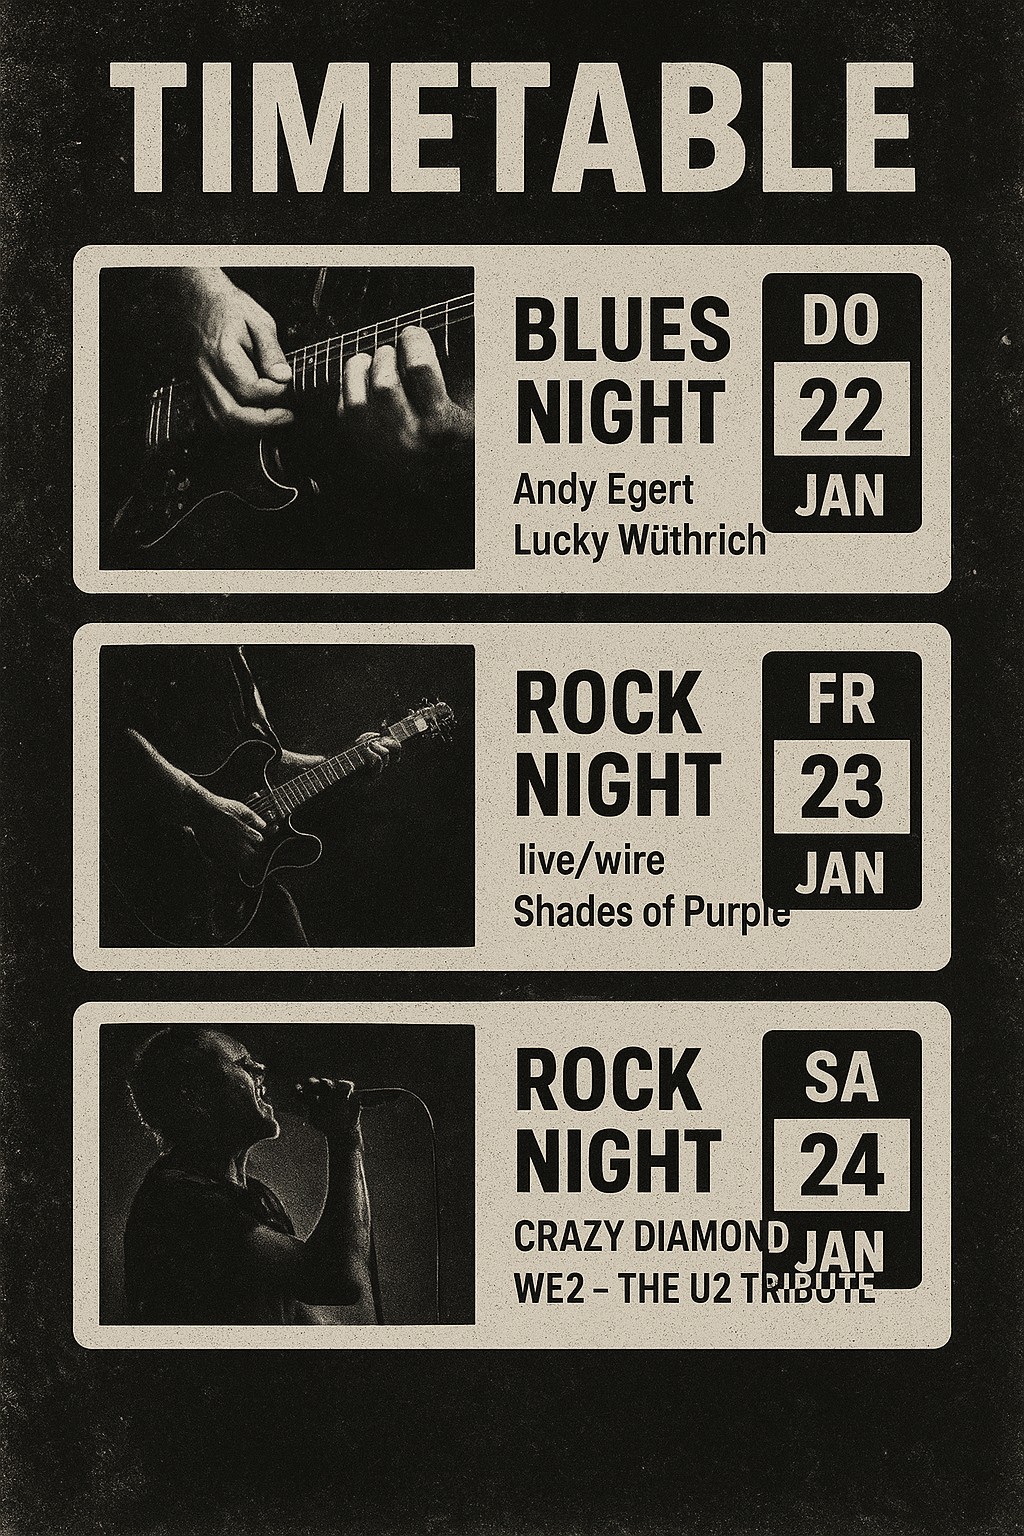 TIMETABLE
BLUES
NIGHT
Andy Egert
Lucky Wüthrich
DO
22
JAN
ROCK
NIGHT
live/wire
Shades of Purple
FR
23
JAN
ROCK
NIGHT
CRAZY DIAMOND
WE2 – THE U2 TRIBUTE
SA
24
JAN